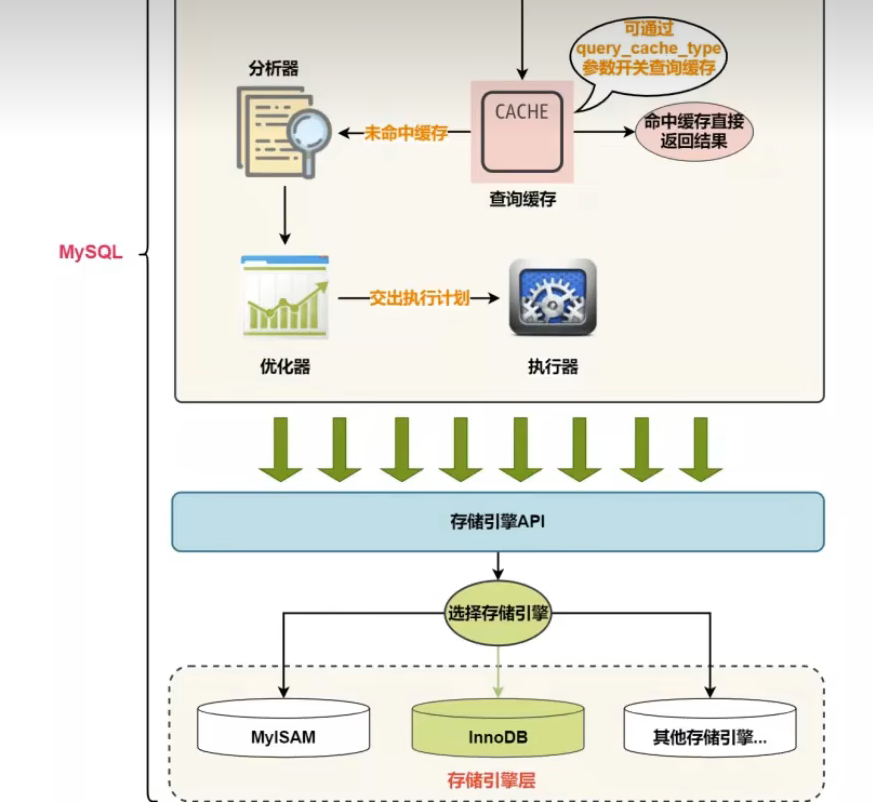 可通过
query_cache_type
参数开关查询缓存
分析器
CACHE
未命中缓存
命中缓存直接
返回结果
查询缓存
MySQL
交出执行计划
优化器
执行器
存储引擎API
选择存储引擎
MyISAM
InnoDB
其他存储引擎...
存储引擎层